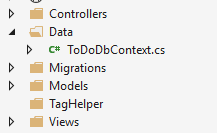 Controllers
Data
C# ToDoDbContext.cs
Migrations
Models
TagHelper
Views